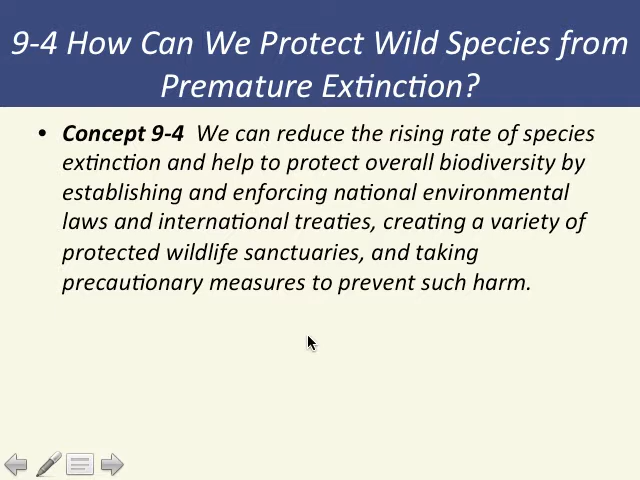 9-4 How Can We Protect Wild Species from
Premature Extinction?
• Concept 9-4 We can reduce the rising rate of species
extinction and help to protect overall biodiversity by
establishing and enforcing national environmental
laws and international treaties, creating a variety of
protected wildlife sanctuaries, and taking
precautionary measures to prevent such harm.